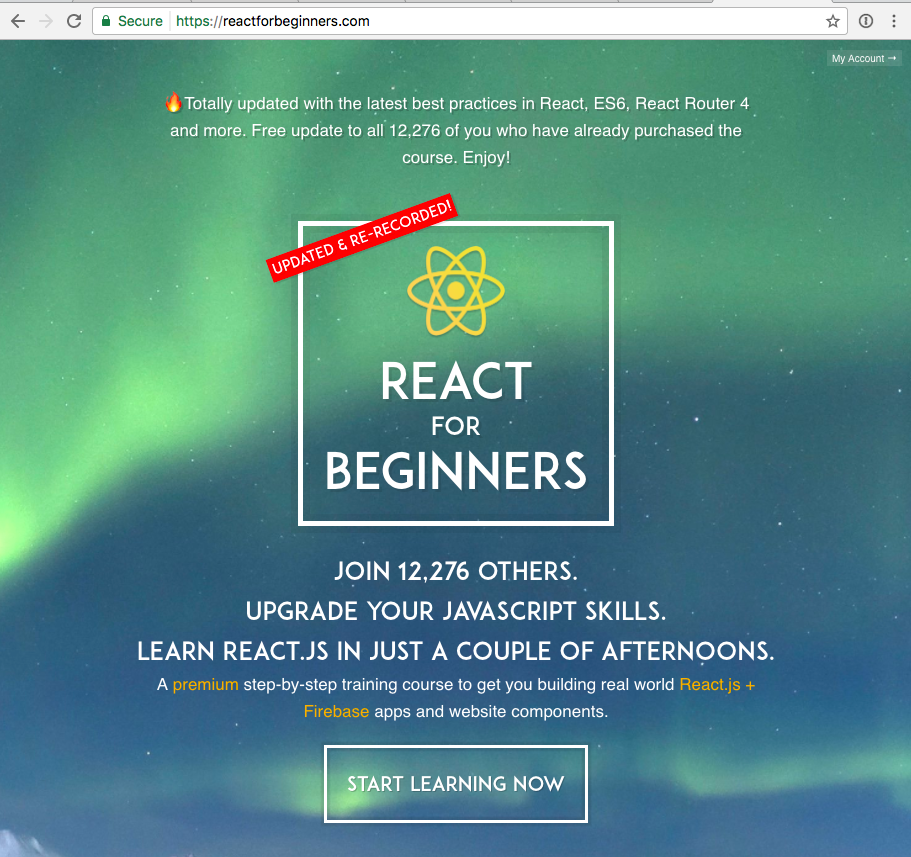 Secure https://reactforbeginners.com
My Account →
🔥Totally updated with the latest best practices in React, ES6, React Router 4
and more. Free update to all 12,276 of you who have already purchased the
course. Enjoy!
UPDATED & RE-RECORDED!
REACT
FOR
BEGINNERS
JOIN 12,276 OTHERS.
UPGRADE YOUR JAVASCRIPT SKILLS.
LEARN REACT.JS IN JUST A COUPLE OF AFTERNOONS.
A premium step-by-step training course to get you building real world React.js +
Firebase apps and website components.
START LEARNING NOW